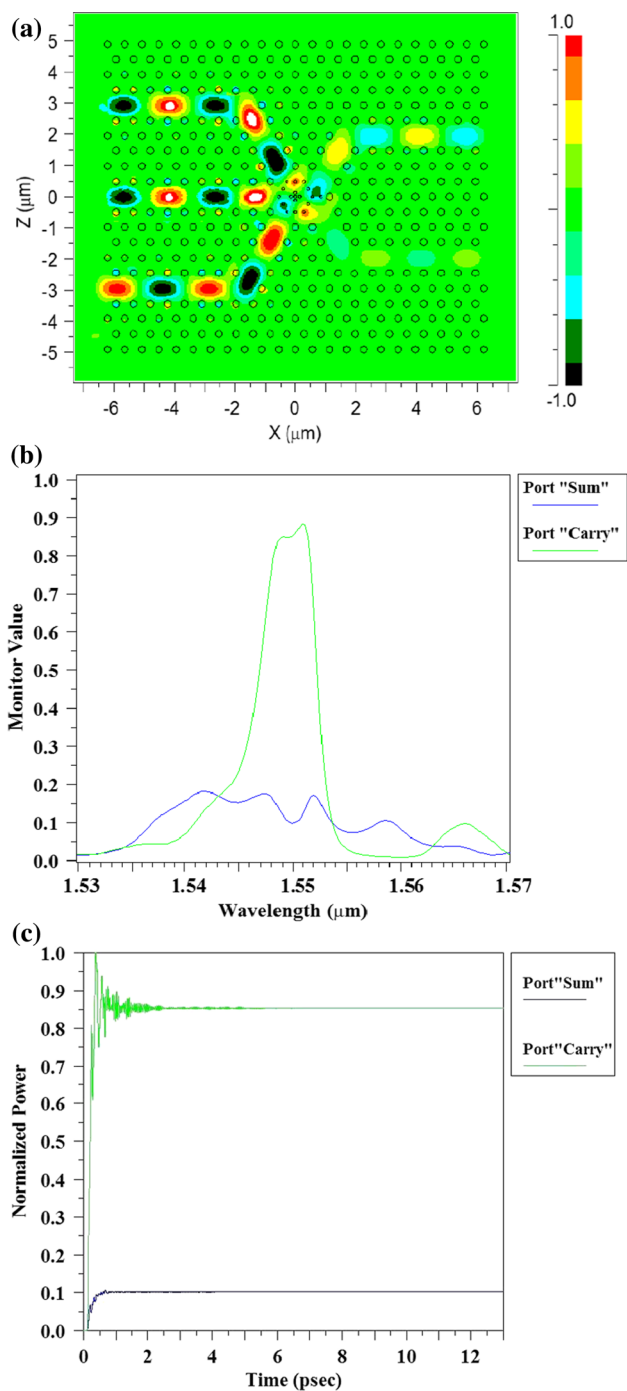 (a)
5
4
3
2
1
0
-1
-2
-3
-4
-5
Z (μm)
-6 -4 -2 0 2 4 6
X (μm)
1.0
-1.0
(b)
1.0
0.9
0.8
0.7
0.6
0.5
0.4
0.3
0.2
0.1
0.0
Monitor Value
1.53 1.54 1.55 1.56 1.57
Wavelength (μm)
Port "Sum"
Port "Carry"
(c)
1.0
0.9
0.8
0.7
0.6
0.5
0.4
0.3
0.2
0.1
0.0
Normalized Power
0 2 4 6 8 10 12
Time (psec)
Port"Sum"
Port"Carry"